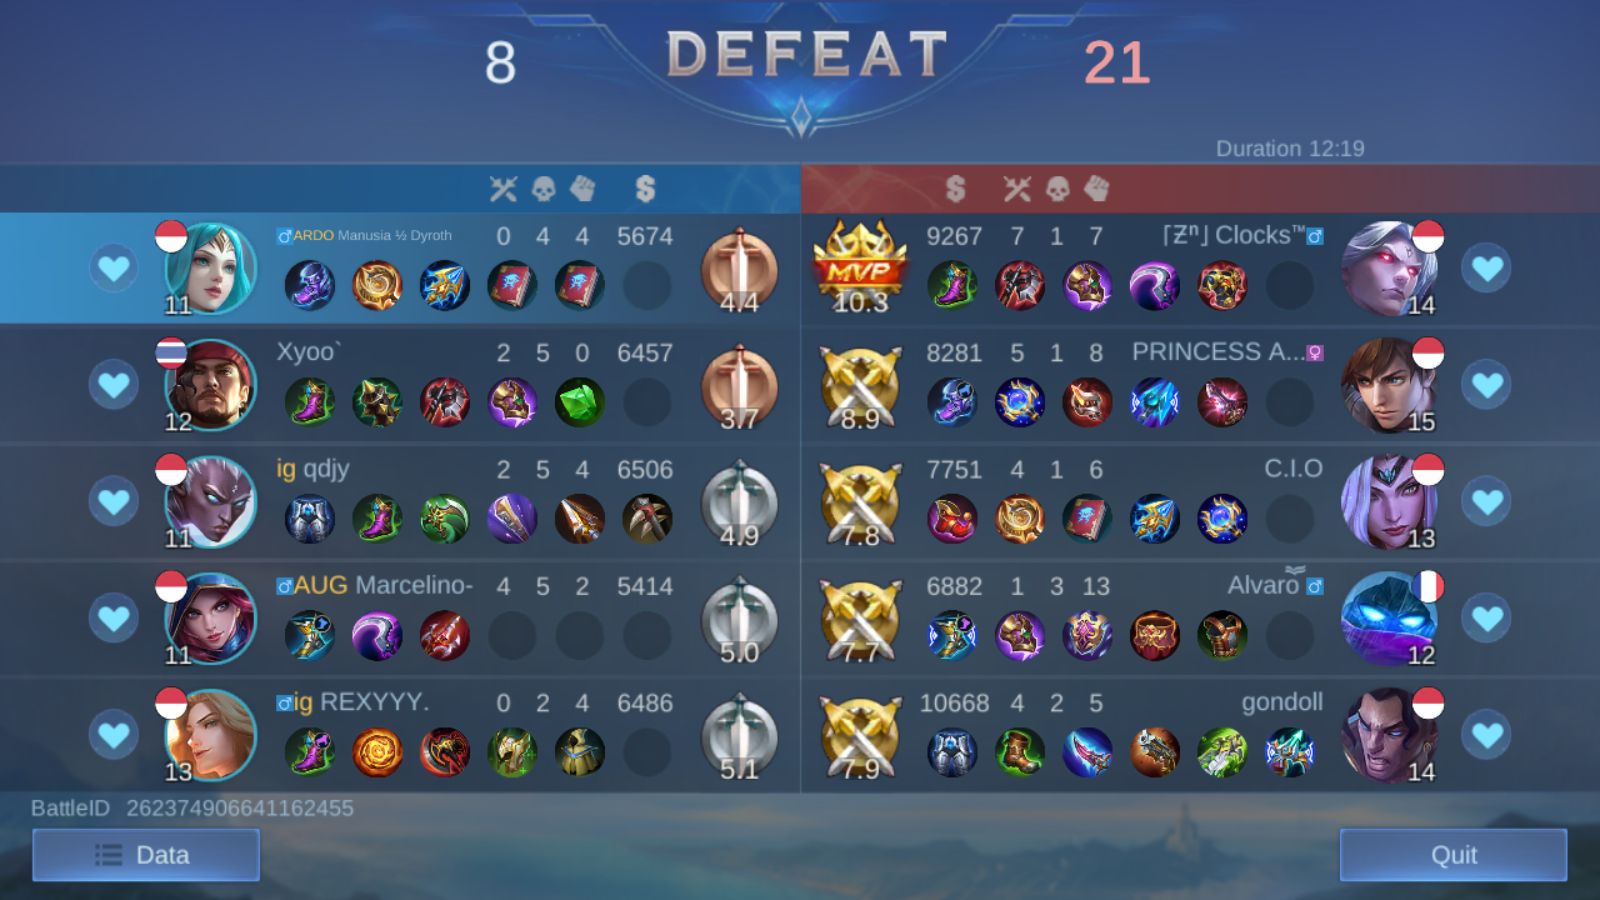 8 DEFEAT 21
Duration 12:19
ARDO Manusia ½ Dyroth 0 4 4 5674
11 4.4
MVP 10.3 9267 7 1 7 ⌈Ƶⁿ⌋ Clocks™
14
Xyoo` 2 5 0 6457
12 3.7
8.9 8281 5 1 8 PRINCESS A...
15
ig qdjy 2 5 4 6506
11 4.9
7.8 7751 4 1 6 C.I.O
13
AUG Marcelino- 4 5 2 5414
11 5.0
7.7 6882 1 3 13 Alvaro
12
ig REXYYY. 0 2 4 6486
13 5.1
7.9 10668 4 2 5 gondoll
14
BattleID 262374906641162455
Data
Quit